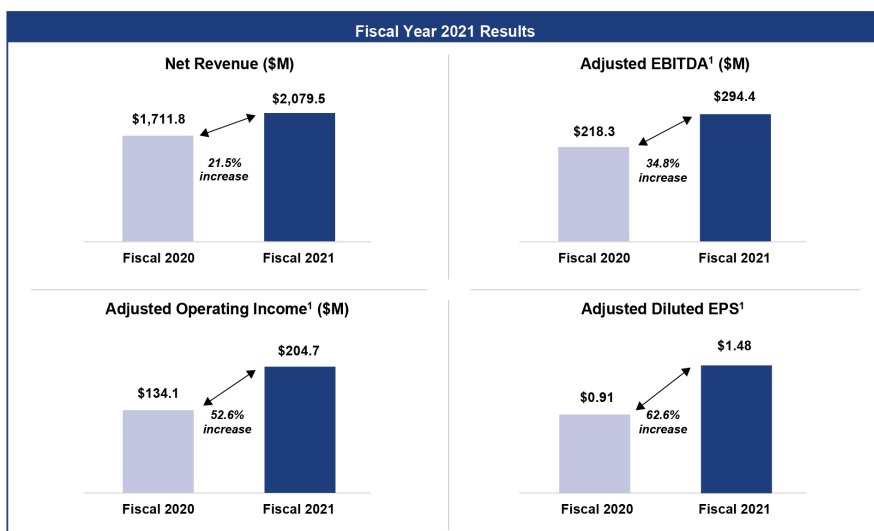 Fiscal Year 2021 Results
Net Revenue ($M)
$1,711.8
$2,079.5
21.5%
increase
Fiscal 2020
Fiscal 2021
Adjusted EBITDA¹ ($M)
$218.3
$294.4
34.8%
increase
Fiscal 2020
Fiscal 2021
Adjusted Operating Income¹ ($M)
$134.1
$204.7
52.6%
increase
Fiscal 2020
Fiscal 2021
Adjusted Diluted EPS¹
$0.91
$1.48
62.6%
increase
Fiscal 2020
Fiscal 2021